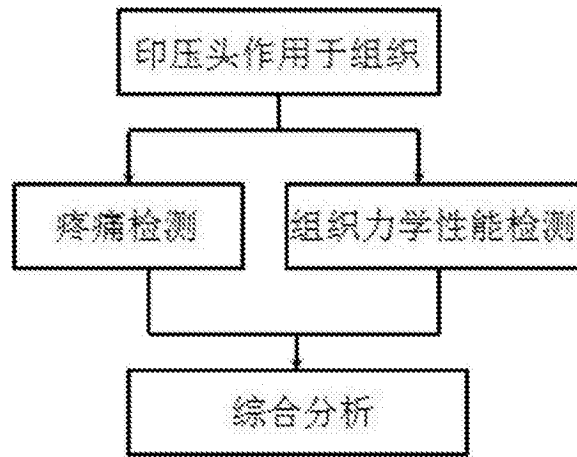 印压头作用于组织
疼痛检测
组织力学性能检测
综合分析